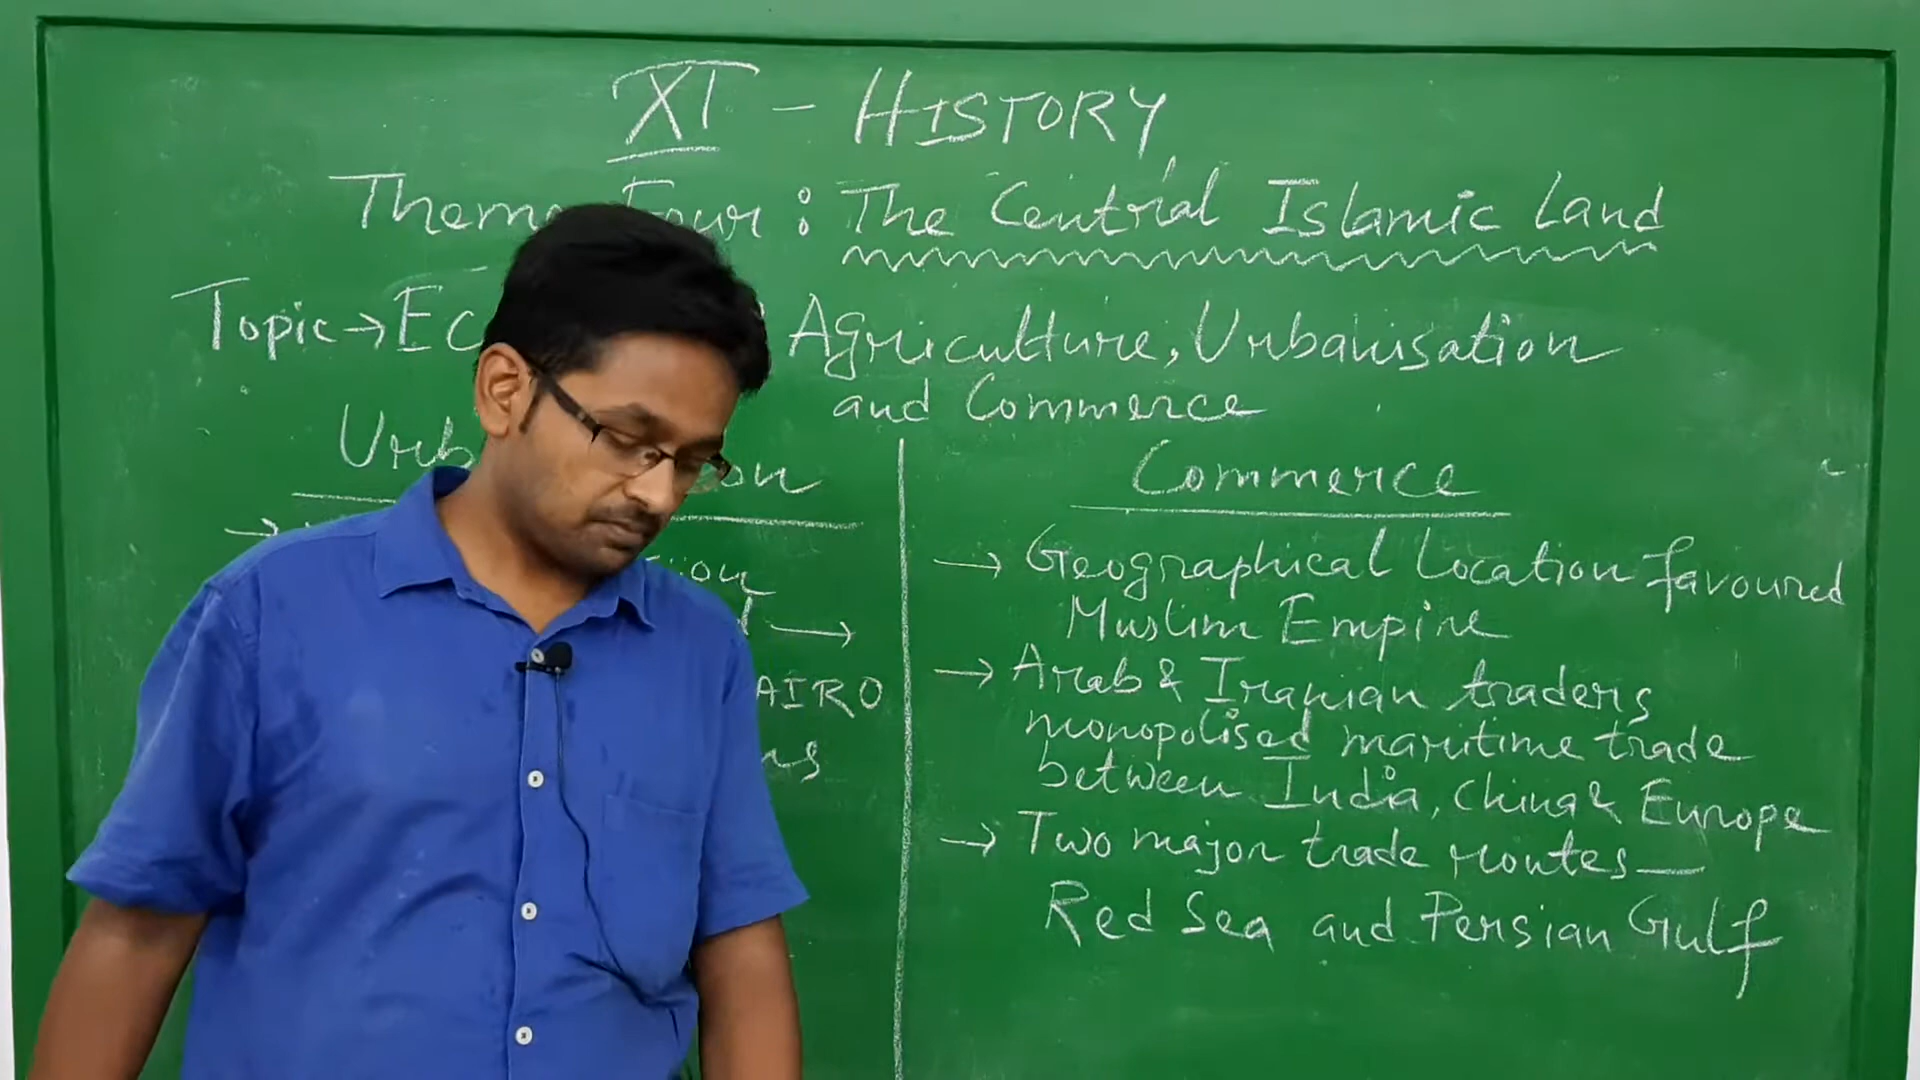 XI - HISTORY
Theme Four : The Central Islamic Land
Topic → Agriculture, Urbanisation
and Commerce
Commerce
→ Geographical Location favoured
Muslim Empire
→ Arab & Iranian traders
monopolised maritime trade
between India, China & Europe
→ Two major trade routes —
Red Sea and Persian Gulf